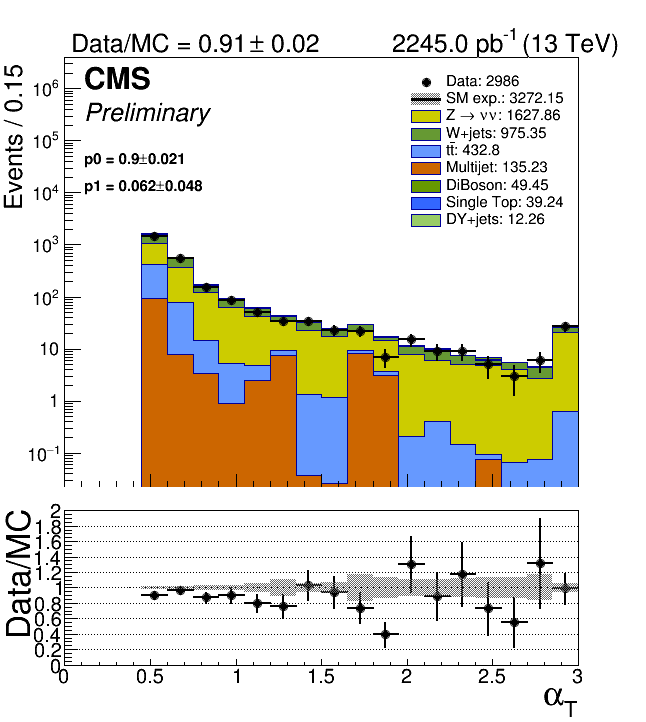 Data/MC = 0.91 ± 0.02
2245.0 pb⁻¹ (13 TeV)
CMS
Preliminary
p0 = 0.9±0.021
p1 = 0.062±0.048
Data: 2986
SM exp.: 3272.15
Z → νν: 1627.86
W+jets: 975.35
tt̄: 432.8
Multijet: 135.23
DiBoson: 49.45
Single Top: 39.24
DY+jets: 12.26
Events / 0.15
10⁶
10⁵
10⁴
10³
10²
10
1
10⁻¹
Data/MC
2
1.8
1.6
1.4
1.2
1
0.8
0.6
0.4
0.2
0
0 0.5 1 1.5 2 2.5 3
α_T